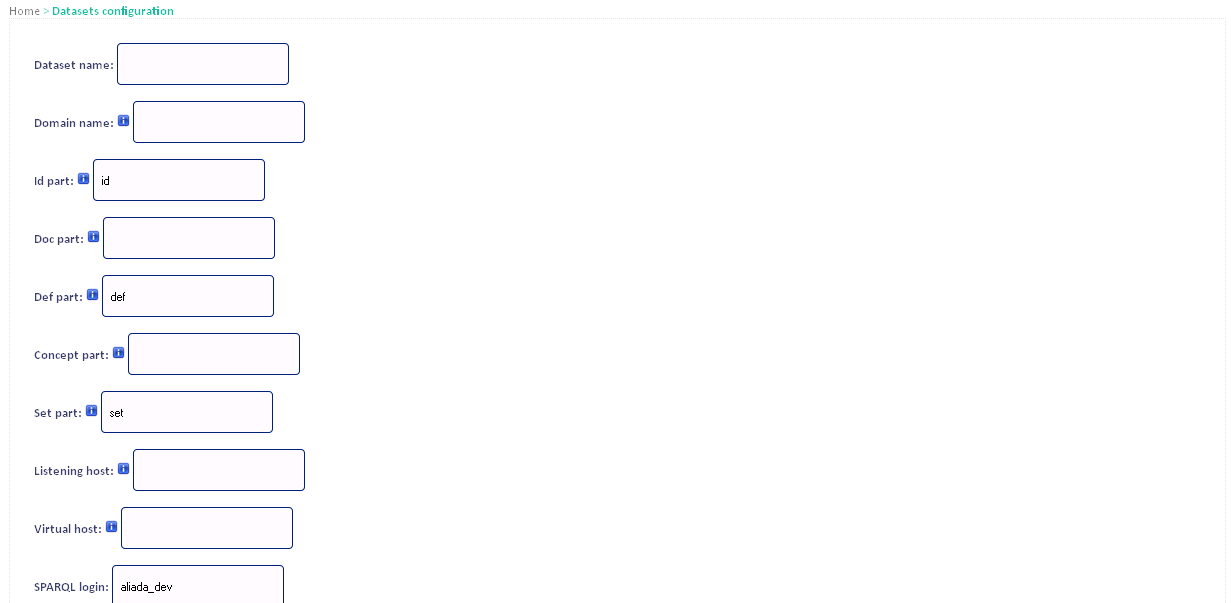 Home > Datasets configuration
Dataset name:
Domain name: i
Id part: i id
Doc part: i
Def part: i def
Concept part: i
Set part: i set
Listening host: i
Virtual host: i
SPARQL login: aliada_dev